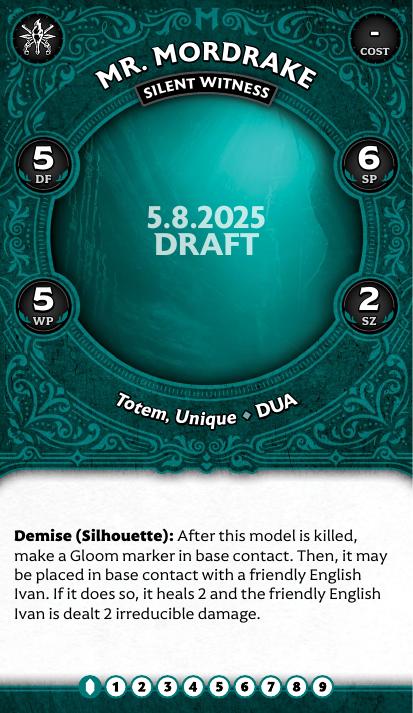 -
COST
MR. MORDRAKE
SILENT WITNESS
5
DF
6
SP
5.8.2025
DRAFT
5
WP
2
SZ
Totem, Unique ◆ DUA
Demise (Silhouette): After this model is killed,
make a Gloom marker in base contact. Then, it may
be placed in base contact with a friendly English
Ivan. If it does so, it heals 2 and the friendly English
Ivan is dealt 2 irreducible damage.
1 2 3 4 5 6 7 8 9